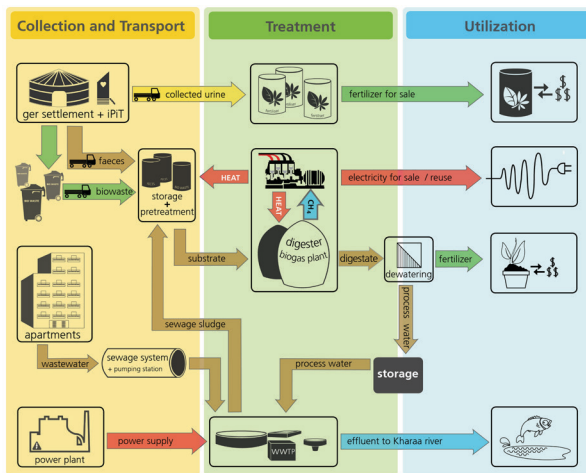 Collection and Transport
Treatment
Utilization
ger settlement + iPiT
collected urine
fertilizer for sale
$
$
$
faeces
biowaste
storage
+
pretreatment
HEAT
HEAT
CH₄
electricity for sale / reuse
digester
biogas plant
substrate
digestate
dewatering
fertilizer
$
$
$
process water
apartments
sewage sludge
wastewater
sewage system
+ pumping station
process water
storage
power plant
power supply
WWTP
effluent to Kharaa river